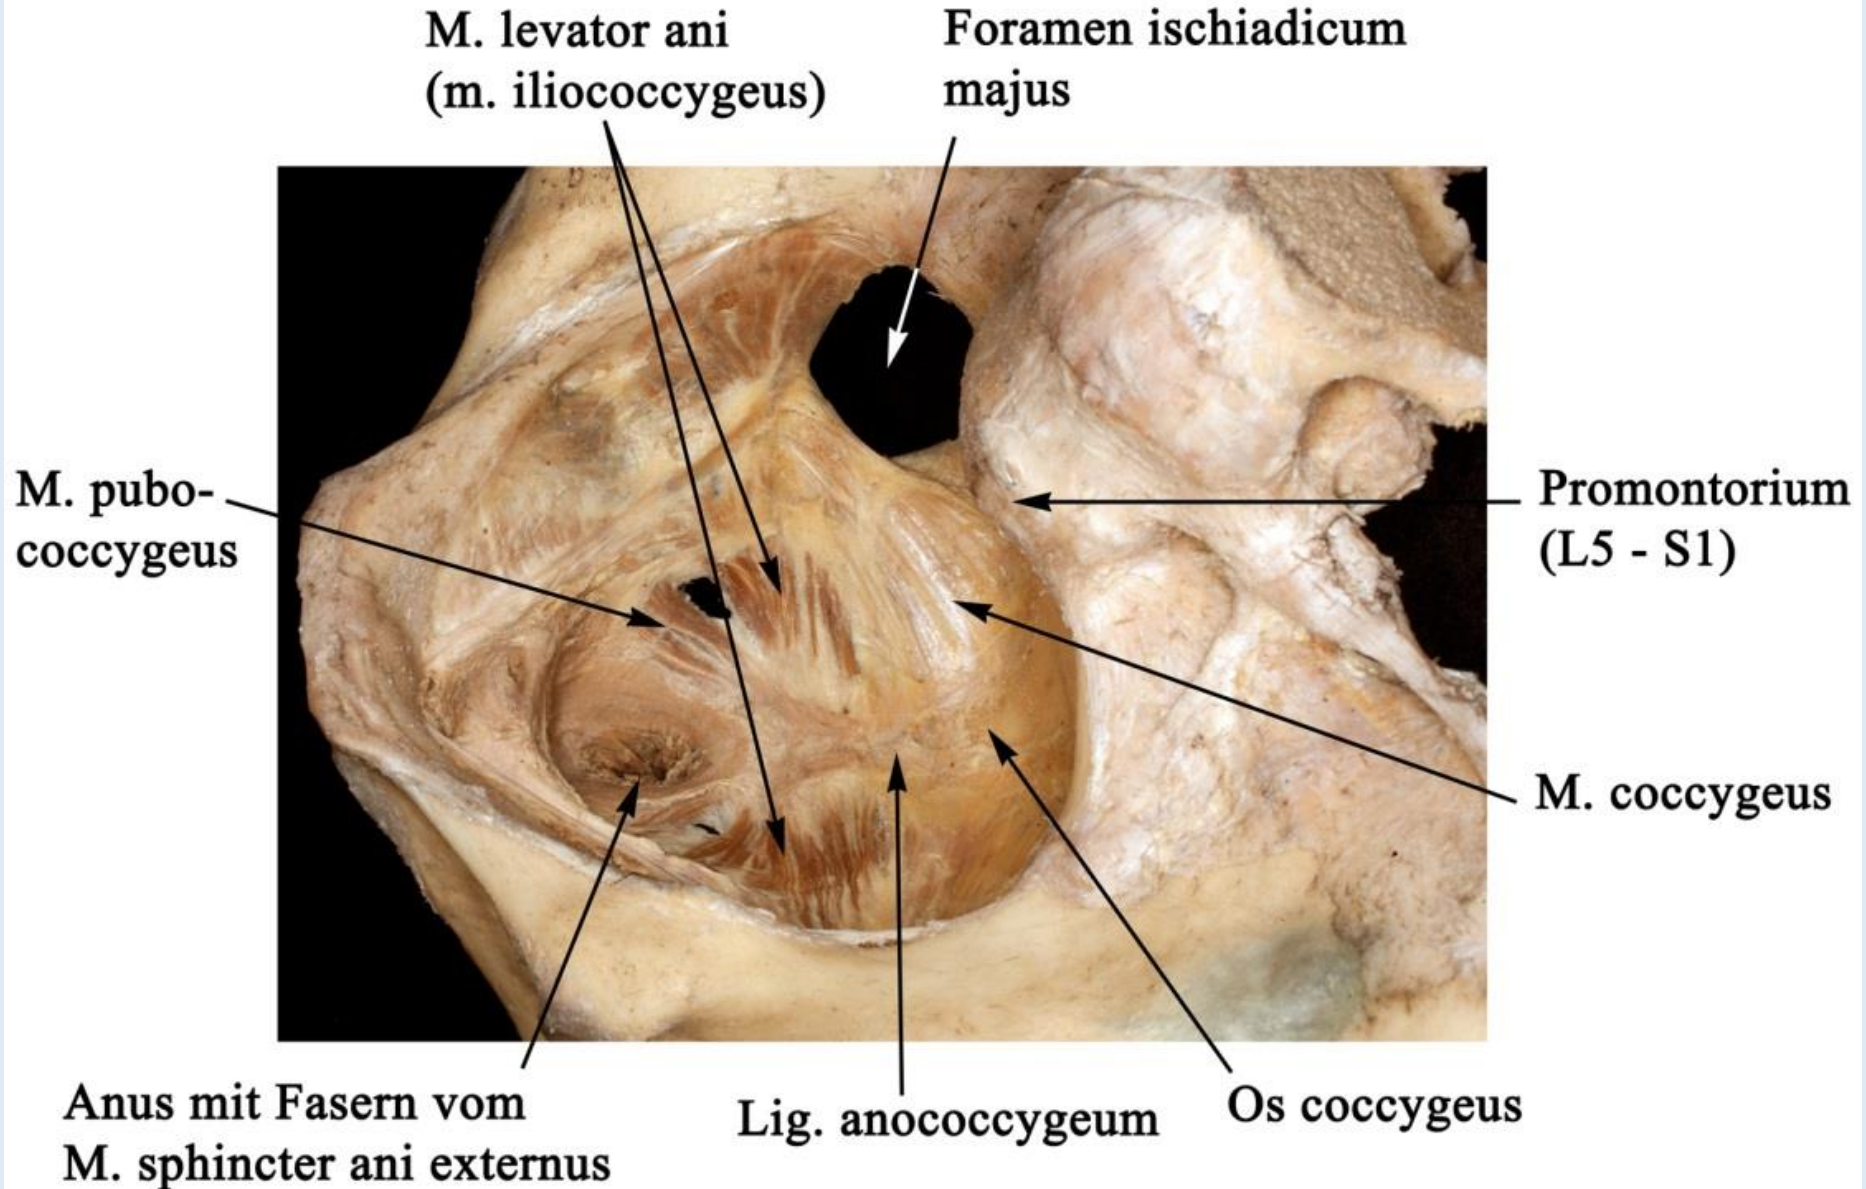 M. levator ani
(m. iliococcygeus)
Foramen ischiadicum
majus
M. pubo-
coccygeus
Promontorium
(L5 - S1)
M. coccygeus
Anus mit Fasern vom
M. sphincter ani externus
Lig. anococcygeum
Os coccygeus